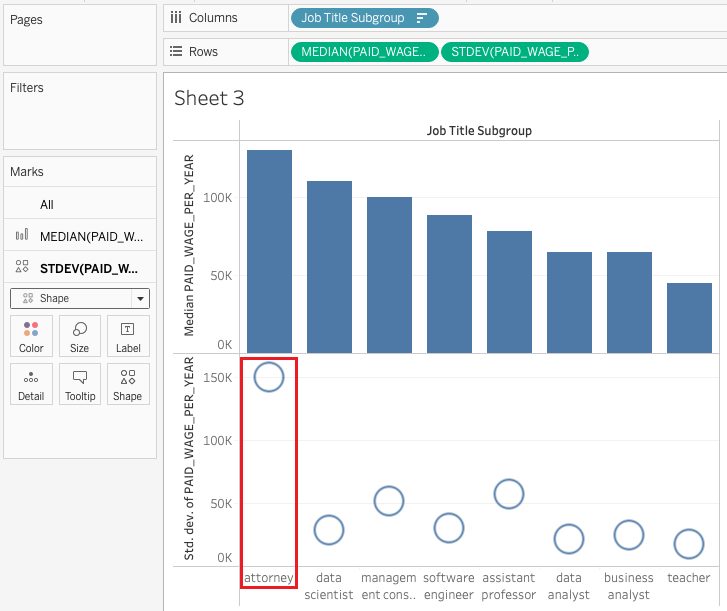 Pages
Columns
Job Title Subgroup
Rows
MEDIAN(PAID_WAGE..
STDEV(PAID_WAGE_P..
Filters
Marks
All
MEDIAN(PAID_W...
STDEV(PAID_W...
Shape
Color
Size
Label
Detail
Tooltip
Shape
Sheet 3
Job Title Subgroup
Median PAID_WAGE_PER_YEAR
100K
50K
0K
Std. dev. of PAID_WAGE_PER_YEAR
150K
100K
50K
0K
attorney
data
scientist
managem
ent cons..
software
engineer
assistant
professor
data
analyst
business
analyst
teacher